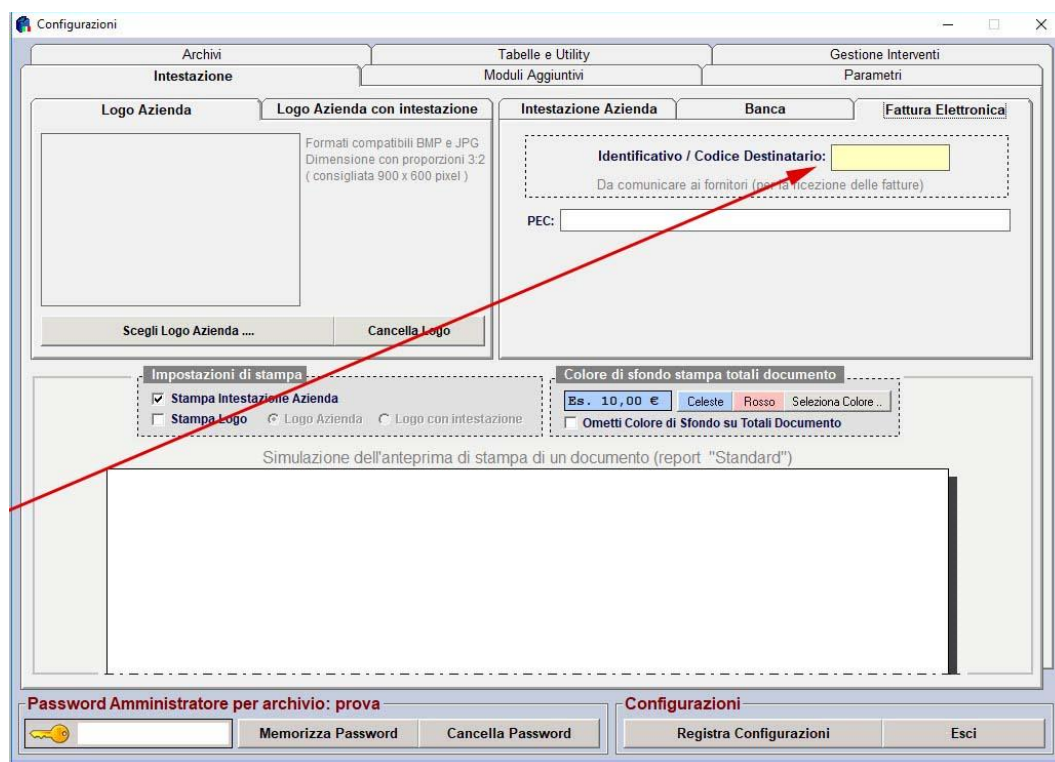 Configurazioni
Archivi
Tabelle e Utility
Gestione Interventi
Intestazione
Moduli Aggiuntivi
Parametri
Logo Azienda
Logo Azienda con intestazione
Formati compatibili BMP e JPG
Dimensione con proporzioni 3:2
( consigliata 900 x 600 pixel )
Scegli Logo Azienda ....
Cancella Logo
Intestazione Azienda
Banca
Fattura Elettronica
Identificativo / Codice Destinatario:
Da comunicare ai fornitori (per la ricezione delle fatture)
PEC:
Impostazioni di stampa
Stampa Intestazione Azienda
Stampa Logo
Logo Azienda
Logo con intestazione
Colore di sfondo stampa totali documento
Es. 10,00 €
Celeste
Rosso
Seleziona Colore ..
Ometti Colore di Sfondo su Totali Documento
Simulazione dell'anteprima di stampa di un documento (report "Standard")
Password Amministratore per archivio: prova
Memorizza Password
Cancella Password
Configurazioni
Registra Configurazioni
Esci